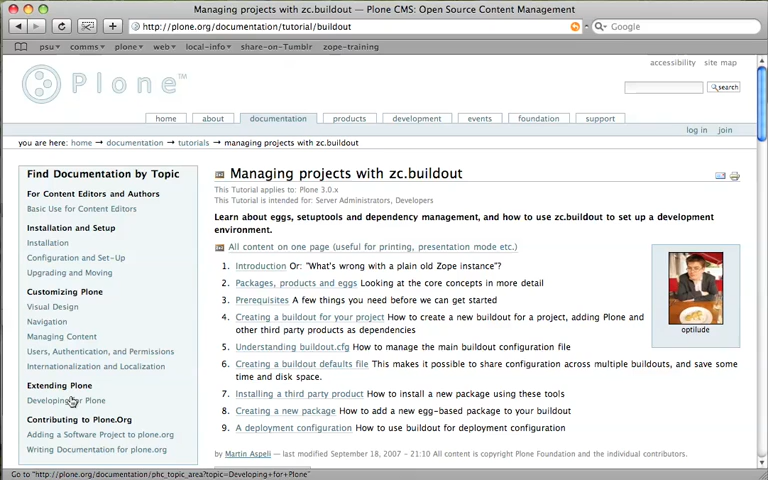 Managing projects with zc.buildout — Plone CMS: Open Source Content Management
http://plone.org/documentation/tutorial/buildout
Google
psu comms plone web local-info share-on-Tumblr zope-training
accessibility site map
Plone™
search
home about documentation products development events foundation support
log in join
you are here: home → documentation → tutorials → managing projects with zc.buildout
Find Documentation by Topic
For Content Editors and Authors
Basic Use for Content Editors
Installation and Setup
Installation
Configuration and Set-Up
Upgrading and Moving
Customizing Plone
Visual Design
Navigation
Managing Content
Users, Authentication, and Permissions
Internationalization and Localization
Extending Plone
Developing for Plone
Contributing to Plone.Org
Adding a Software Project to plone.org
Writing Documentation for plone.org
Managing projects with zc.buildout
This Tutorial applies to: Plone 3.0.x
This Tutorial is intended for: Server Administrators, Developers
Learn about eggs, setuptools and dependency management, and how to use zc.buildout to set up a development
environment.
All content on one page (useful for printing, presentation mode etc.)
1. Introduction Or: "What's wrong with a plain old Zope instance"?
2. Packages, products and eggs Looking at the core concepts in more detail
3. Prerequisites A few things you need before we can get started
4. Creating a buildout for your project How to create a new buildout for a project, adding Plone and
other third party products as dependencies
5. Understanding buildout.cfg How to manage the main buildout configuration file
6. Creating a buildout defaults file This makes it possible to share configuration across multiple buildouts, and save some
time and disk space.
7. Installing a third party product How to install a new package using these tools
8. Creating a new package How to add a new egg-based package to your buildout
9. A deployment configuration How to use buildout for deployment configuration
optilude
by Martin Aspeli — last modified September 18, 2007 - 21:10 All content is copyright Plone Foundation and the individual contributors.
Go to "http://plone.org/documentation/phc_topic_area?topic=Developing+for+Plone"